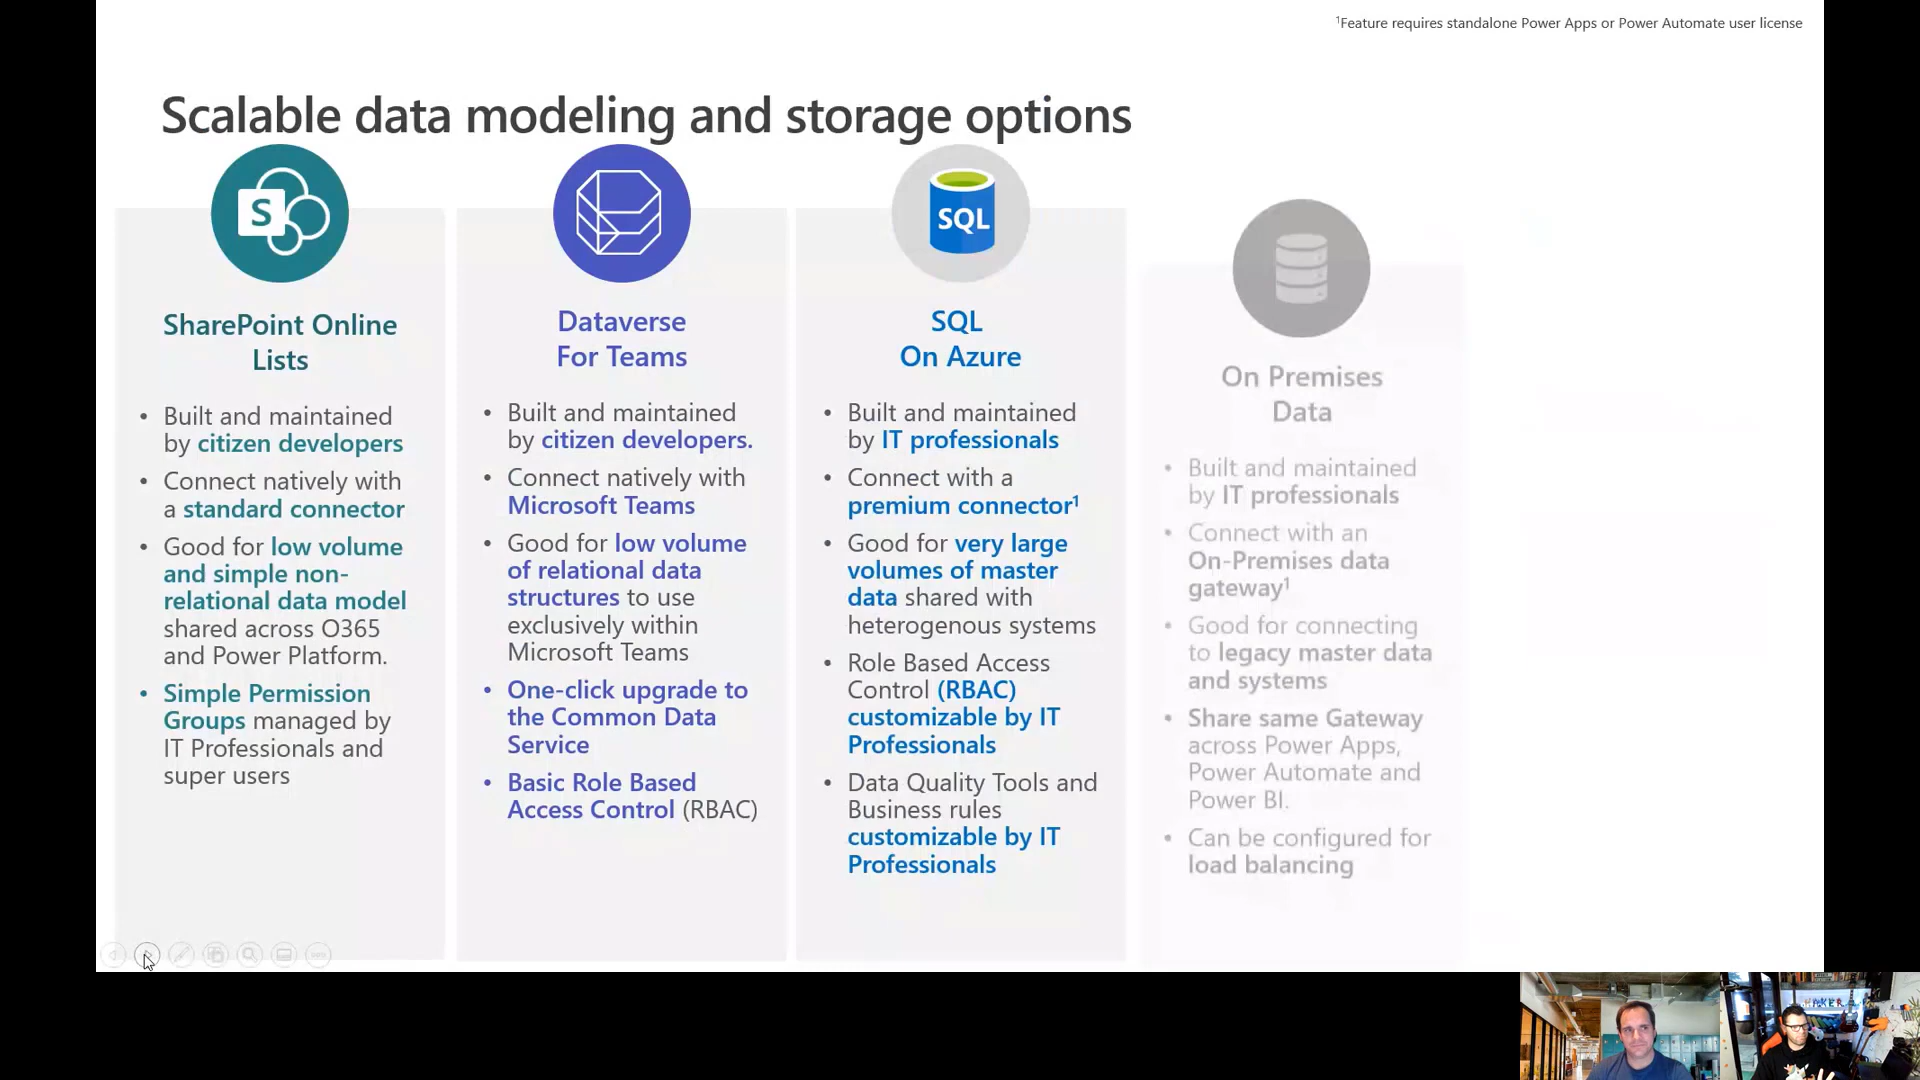 ¹Feature requires standalone Power Apps or Power Automate user license
Scalable data modeling and storage options
S
SharePoint Online
Lists
• Built and maintained
by citizen developers
• Connect natively with
a standard connector
• Good for low volume
and simple non-
relational data model
shared across O365
and Power Platform.
• Simple Permission
Groups managed by
IT Professionals and
super users
Dataverse
For Teams
• Built and maintained
by citizen developers.
• Connect natively with
Microsoft Teams
• Good for low volume
of relational data
structures to use
exclusively within
Microsoft Teams
• One-click upgrade to
the Common Data
Service
• Basic Role Based
Access Control (RBAC)
SQL
SQL
On Azure
• Built and maintained
by IT professionals
• Connect with a
premium connector¹
• Good for very large
volumes of master
data shared with
heterogenous systems
• Role Based Access
Control (RBAC)
customizable by IT
Professionals
• Data Quality Tools and
Business rules
customizable by IT
Professionals
On Premises
Data
• Built and maintained
by IT professionals
• Connect with an
On-Premises data
gateway¹
• Good for connecting
to legacy master data
and systems
• Share same Gateway
across Power Apps,
Power Automate and
Power BI.
• Can be configured for
load balancing